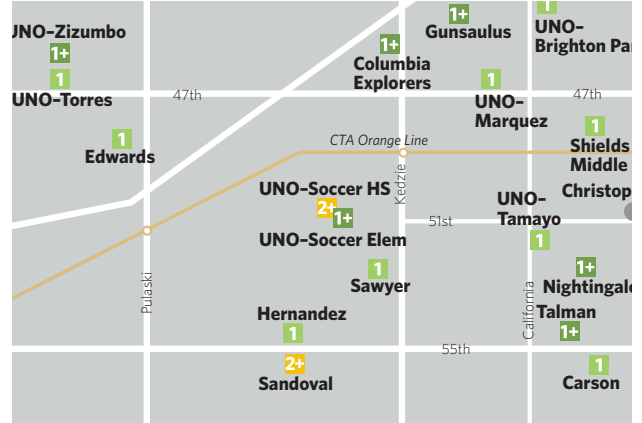 UNO–Zizumbo
1+
1
UNO–Torres
1+
Gunsaulus
1+
Columbia
Explorers
UNO–
Brighton Par
47th
1
UNO–
Marquez
47th
1
Edwards
CTA Orange Line
1
Shields
Middle
Kedzie
UNO–Soccer HS
2+
1+
UNO–Soccer Elem
51st
UNO–
Tamayo
1
Christop
Pulaski
1
Sawyer
California
1+
Nightingale
Hernandez
1
Talman
1+
55th
2+
Sandoval
1
Carson